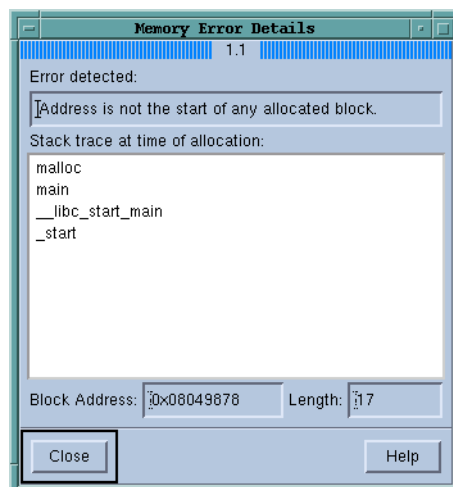 Memory Error Details
1.1
Error detected:
Address is not the start of any allocated block.
Stack trace at time of allocation:
malloc
main
__libc_start_main
_start
Block Address: 0x08049878 Length: 17
Close Help